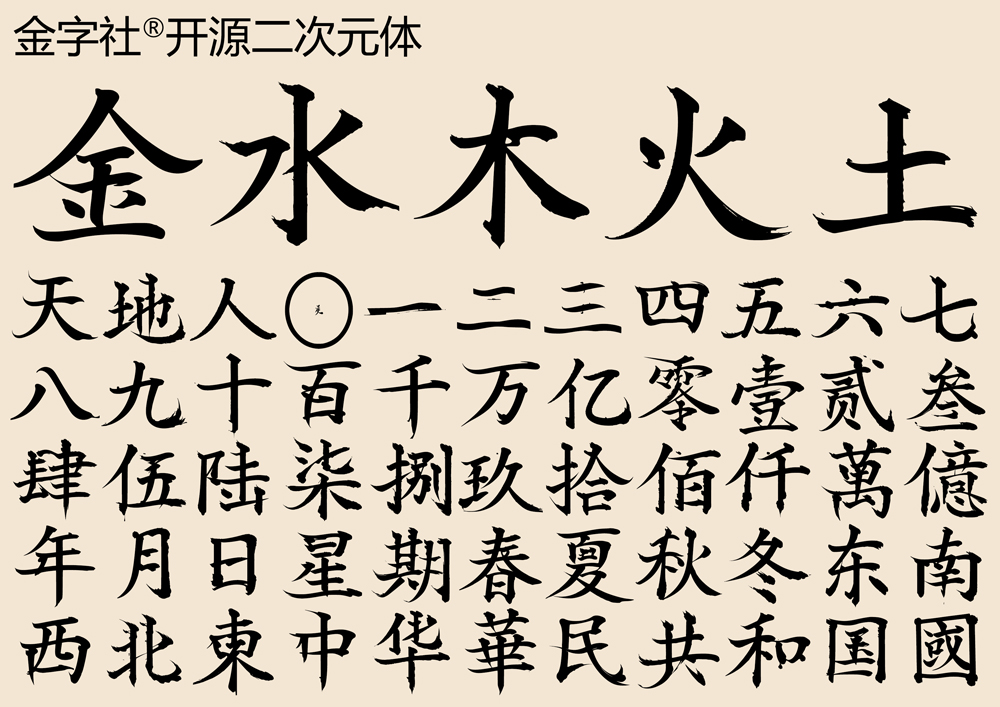 金字社®开源二次元体
金水木火土
天地人〇一二三四五六七
八九十百千万亿零壹贰叁
肆伍陆柒捌玖拾佰仟萬億
年月日星期春夏秋冬东南
西北東中华華民共和国國